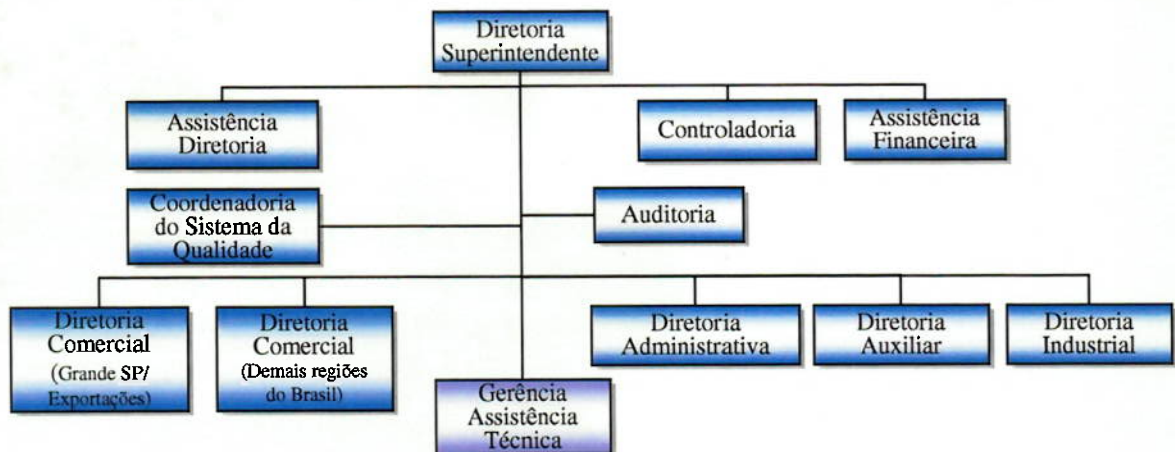 Diretoria
Superintendente
Assistência
Diretoria
Controladoria
Assistência
Financeira
Coordenadoria
do Sistema da
Qualidade
Auditoria
Diretoria
Comercial
(Grande SP/
Exportações)
Diretoria
Comercial
(Demais regiões
do Brasil)
Gerência
Assistência
Técnica
Diretoria
Administrativa
Diretoria
Auxiliar
Diretoria
Industrial